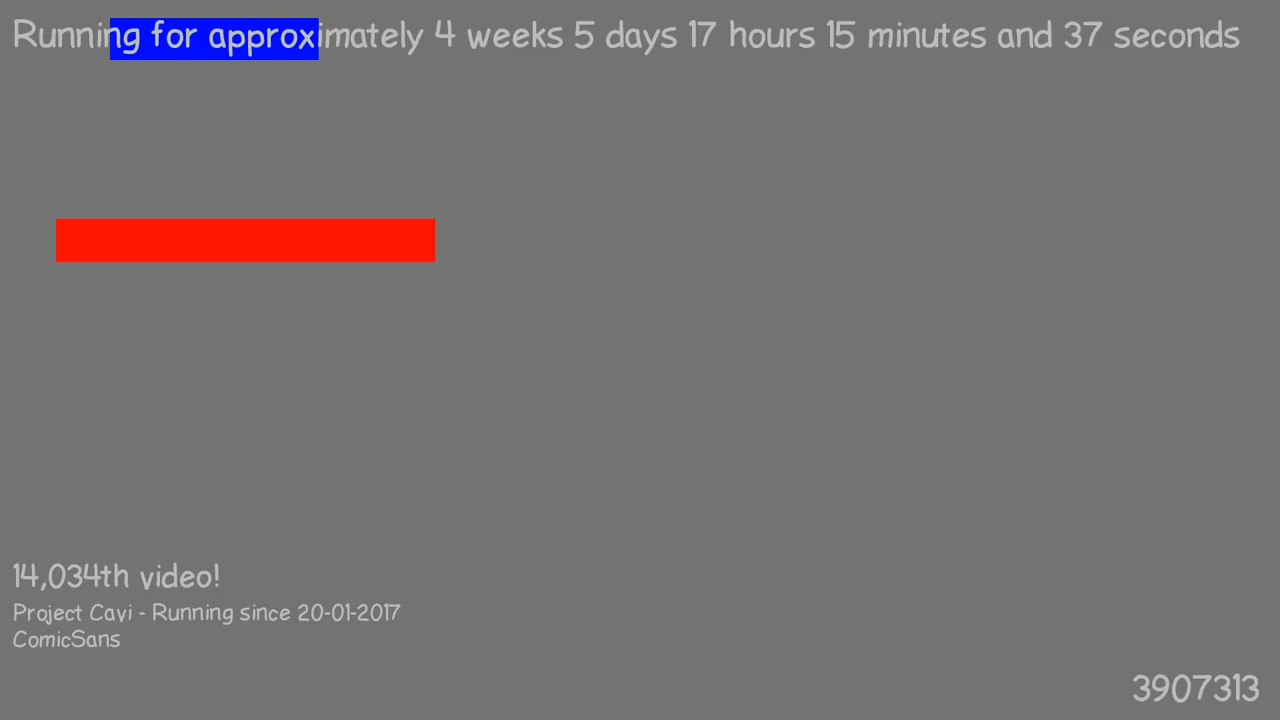 Running for approximately 4 weeks 5 days 17 hours 15 minutes and 37 seconds
14,034th video!
Project Cavi - Running since 20-01-2017
ComicSans
3907313